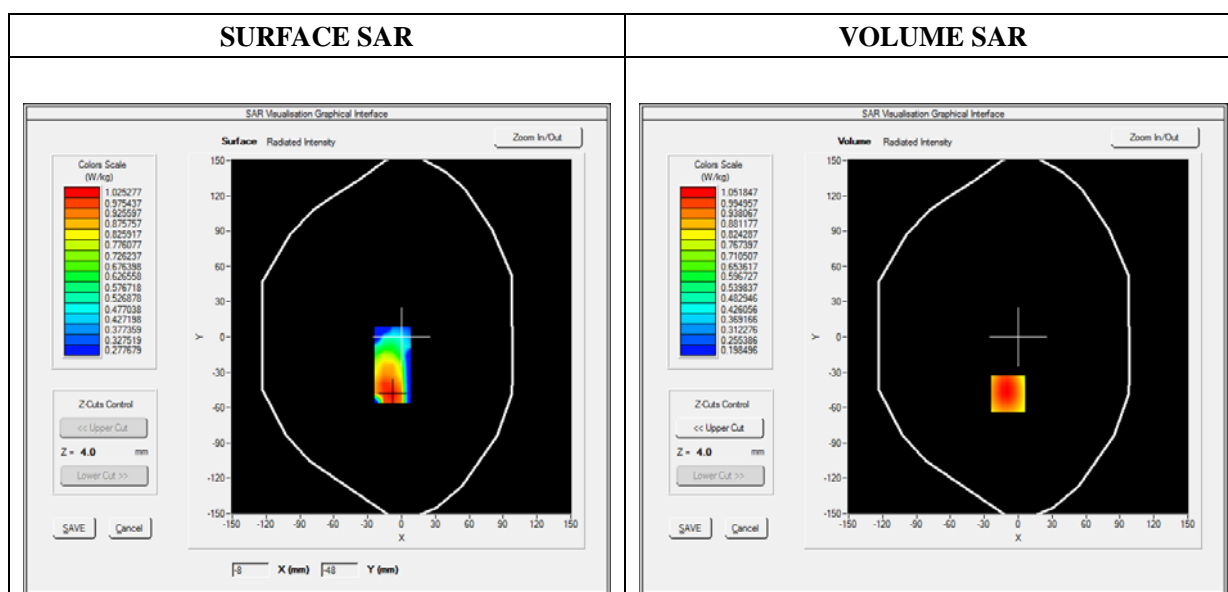 SURFACE SAR
VOLUME SAR
SAR Visualisation Graphical Interface
Surface Radiated Intensity
Zoom In/Out
Colors Scale
(W/kg)
1.025277
0.975437
0.925597
0.875757
0.825917
0.776077
0.726237
0.676398
0.626558
0.576718
0.526878
0.477038
0.427198
0.377359
0.327519
0.277679
150
120
90
60
30
0
-30
-60
-90
-120
-150
Y
-150 -120 -90 -60 -30 0 30 60 90 120 150
X
Z-Cuts Control
<< Upper Cut
Z = 4.0 mm
Lower Cut >>
SAVE Cancel
-8 X (mm) -48 Y (mm)
SAR Visualisation Graphical Interface
Volume Radiated Intensity
Zoom In/Out
Colors Scale
(W/kg)
1.051847
0.994957
0.938067
0.881177
0.824287
0.767397
0.710507
0.653617
0.596727
0.539837
0.482946
0.426056
0.369166
0.312276
0.255386
0.198496
150
120
90
60
30
0
-30
-60
-90
-120
-150
Y
-150 -120 -90 -60 -30 0 30 60 90 120 150
X
Z-Cuts Control
<< Upper Cut
Z = 4.0 mm
Lower Cut >>
SAVE Cancel